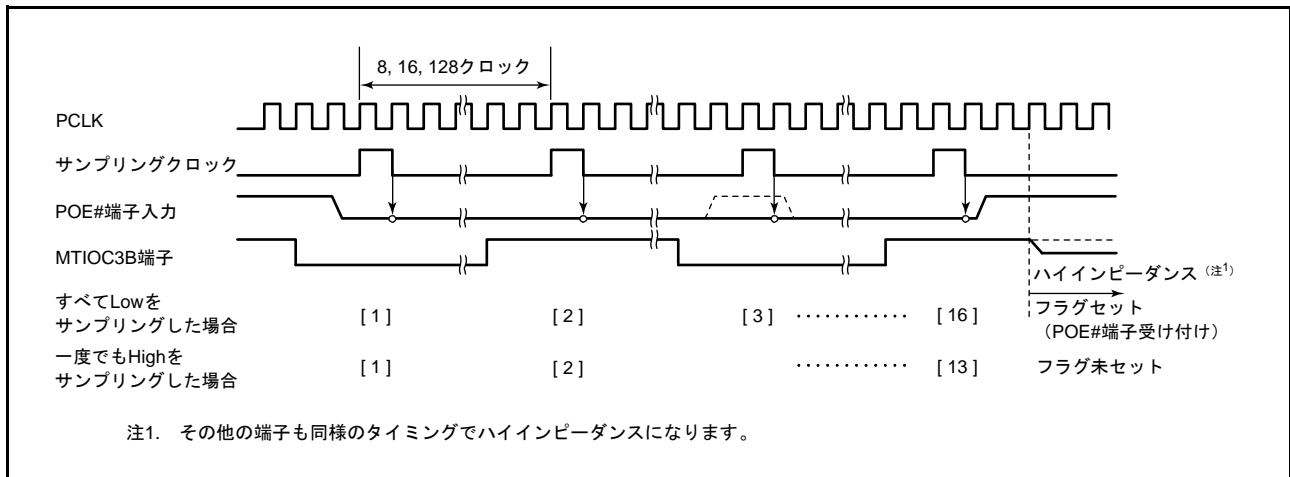 8, 16, 128クロック
PCLK
サンプリングクロック
POE#端子入力
MTIOC3B端子
ハイインピーダンス（注1）
すべてLowを
サンプリングした場合
[ 1 ] [ 2 ] [ 3 ] ············ [ 16 ]
フラグセット
（POE#端子受け付け）
一度でもHighを
サンプリングした場合
[ 1 ] [ 2 ] ············ [ 13 ] フラグ未セット
注1. その他の端子も同様のタイミングでハイインピーダンスになります。